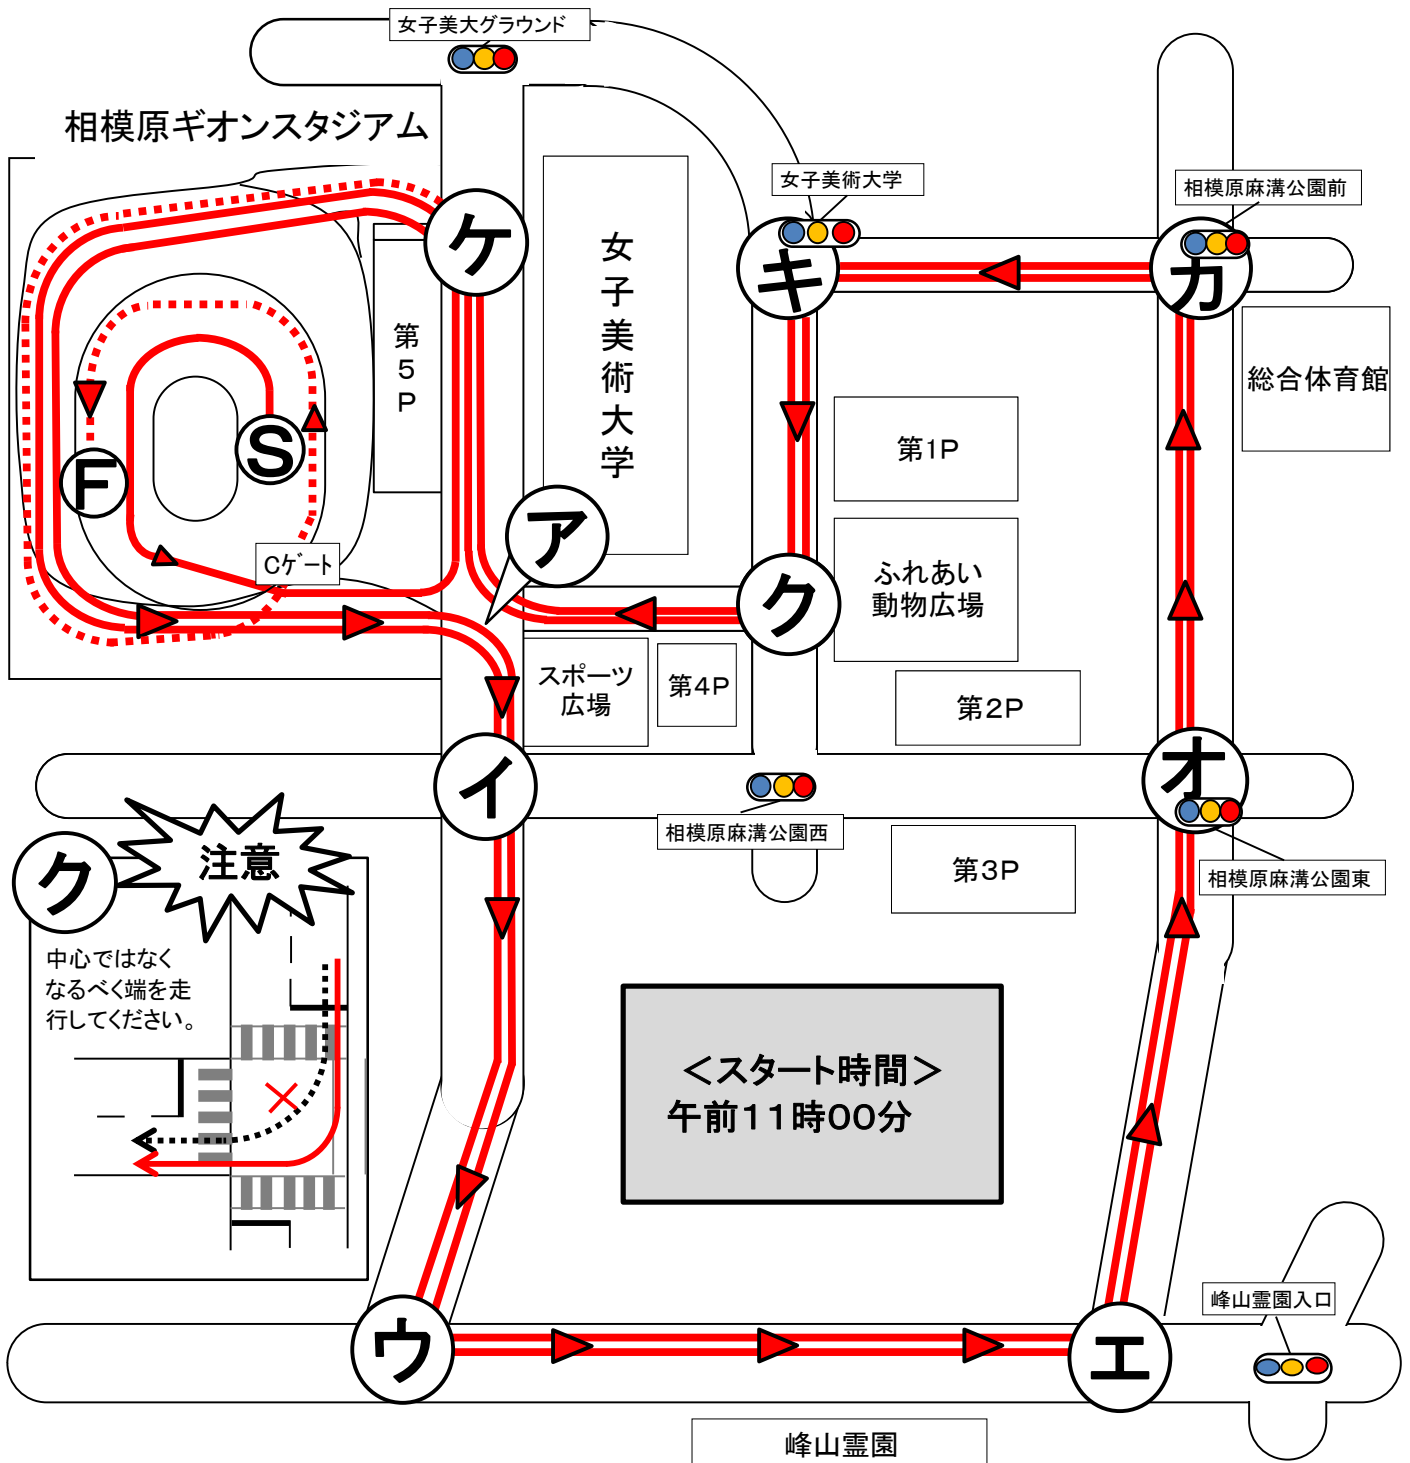 女子美大グラウンド
相模原ギオンスタジアム
女子美術大学
相模原麻溝公園前
ケ
キ
カ
女子美術大学
第5P
総合体育館
S
F
第1P
ア
Cゲート
ク
ふれあい
動物広場
スポーツ
広場
第4P
第2P
イ
オ
相模原麻溝公園西
第3P
相模原麻溝公園東
ク
注意
中心ではなく
なるべく端を走
行してください。
＜スタート時間＞
午前11時00分
峰山霊園入口
ウ
エ
峰山霊園